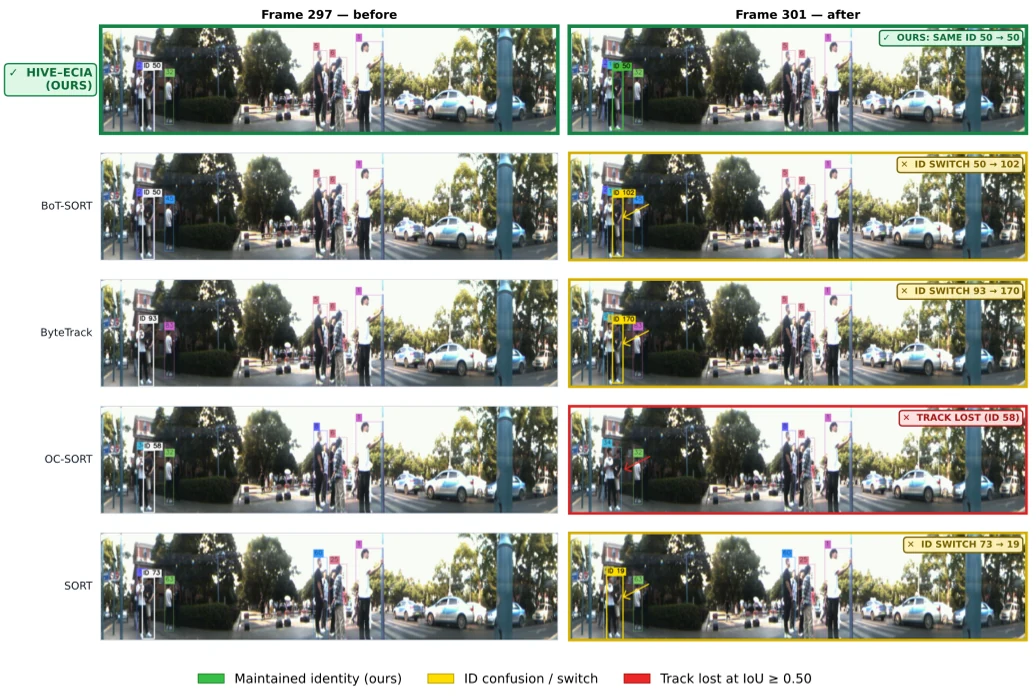 Frame 297 — before
Frame 301 — after
✓ HIVE–ECIA
(OURS)
ID 50
✓ OURS: SAME ID 50 → 50
ID 50
BoT-SORT
ID 50
✕ ID SWITCH 50 → 102
ID 102
ByteTrack
ID 93
✕ ID SWITCH 93 → 170
ID 170
OC-SORT
ID 58
✕ TRACK LOST (ID 58)
SORT
ID 73
✕ ID SWITCH 73 → 19
ID 19
Maintained identity (ours)
ID confusion / switch
Track lost at IoU ≥ 0.50